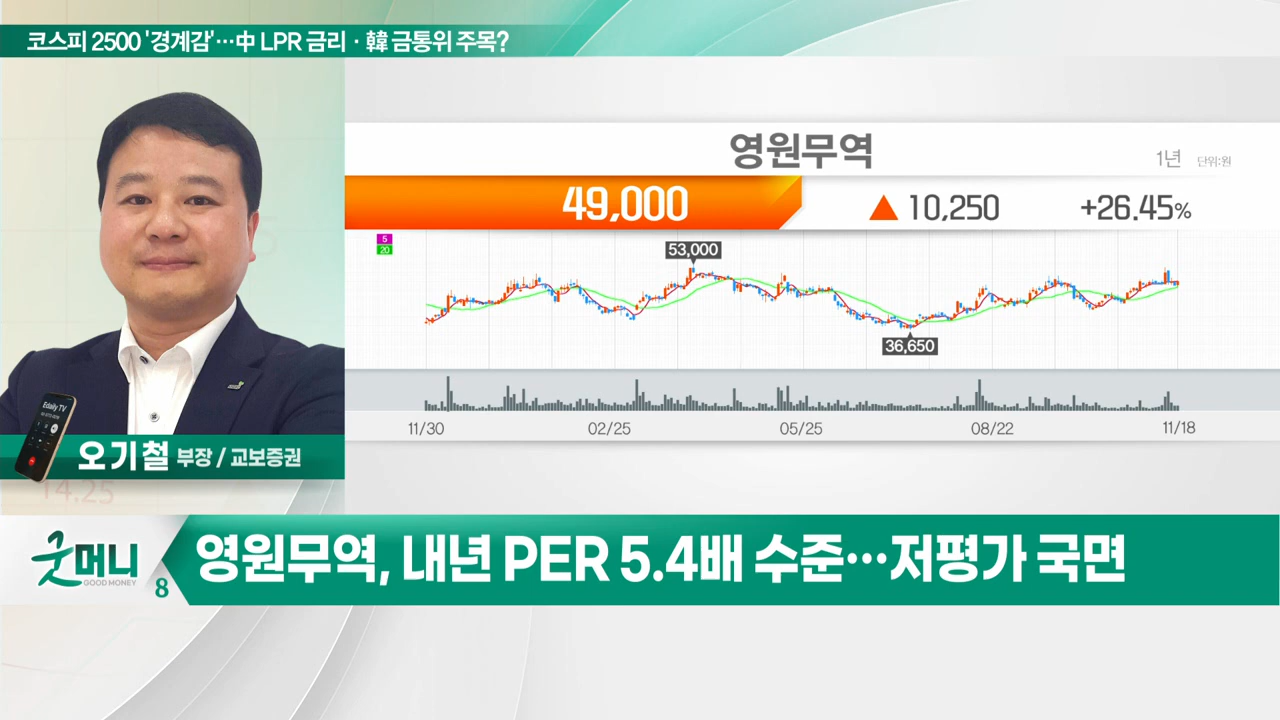 코스피 2500 '경계감'…中 LPR 금리 · 韓 금통위 주목?
영원무역
1년 단위:원
49,000 ▲ 10,250 +26.45%
5
20
53,000
36,650
11/30 02/25 05/25 08/22 11/18
Edaily TV
오기철 부장 / 교보증권
14.25
굿머니
GOOD MONEY
8
영원무역, 내년 PER 5.4배 수준…저평가 국면